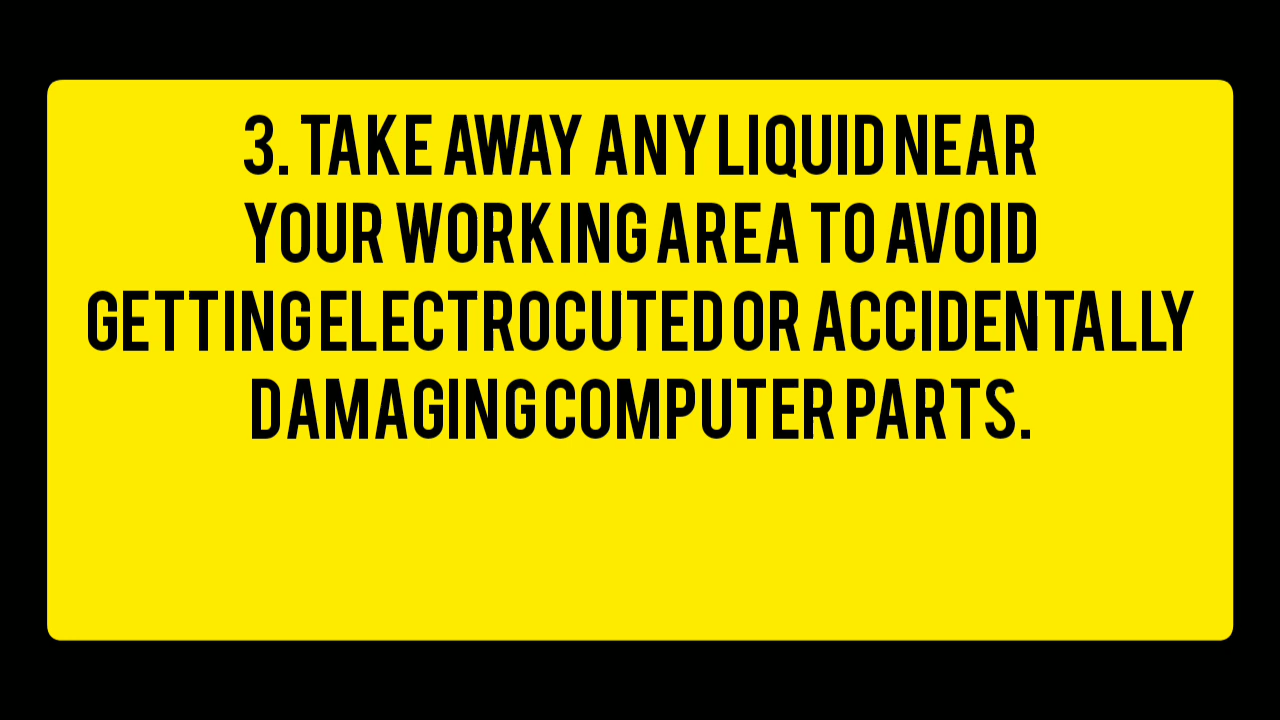 3. TAKE AWAY ANY LIQUID NEAR
YOUR WORKING AREA TO AVOID
GETTING ELECTROCUTED OR ACCIDENTALLY
DAMAGING COMPUTER PARTS.